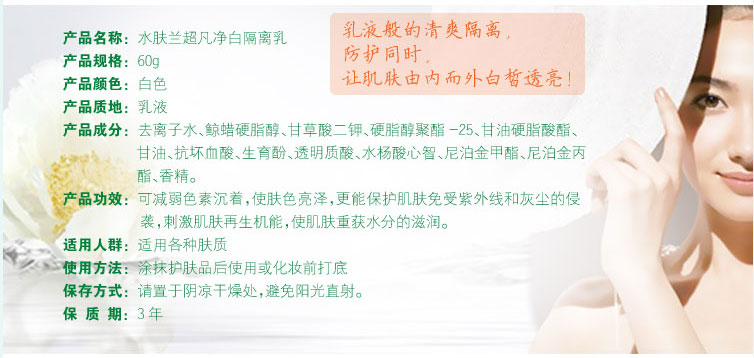 产品名称：水肤兰超凡净白隔离乳
产品规格：60g
产品颜色：白色
产品质地：乳液
产品成分：去离子水、鲸蜡硬脂醇、甘草酸二钾、硬脂醇聚酯-25、甘油硬脂酸酯、
甘油、抗坏血酸、生育酚、透明质酸、水杨酸心智、尼泊金甲酯、尼泊金丙
酯、香精。
产品功效：可减弱色素沉着，使肤色亮泽，更能保护肌肤免受紫外线和灰尘的侵
袭，刺激肌肤再生机能，使肌肤重获水分的滋润。
适用人群：适用各种肤质
使用方法：涂抹护肤品后使用或化妆前打底
保存方式：请置于阴凉干燥处，避免阳光直射。
保 质 期：3年
乳液般的清爽隔离，
防护同时，
让肌肤由内而外白皙透亮！